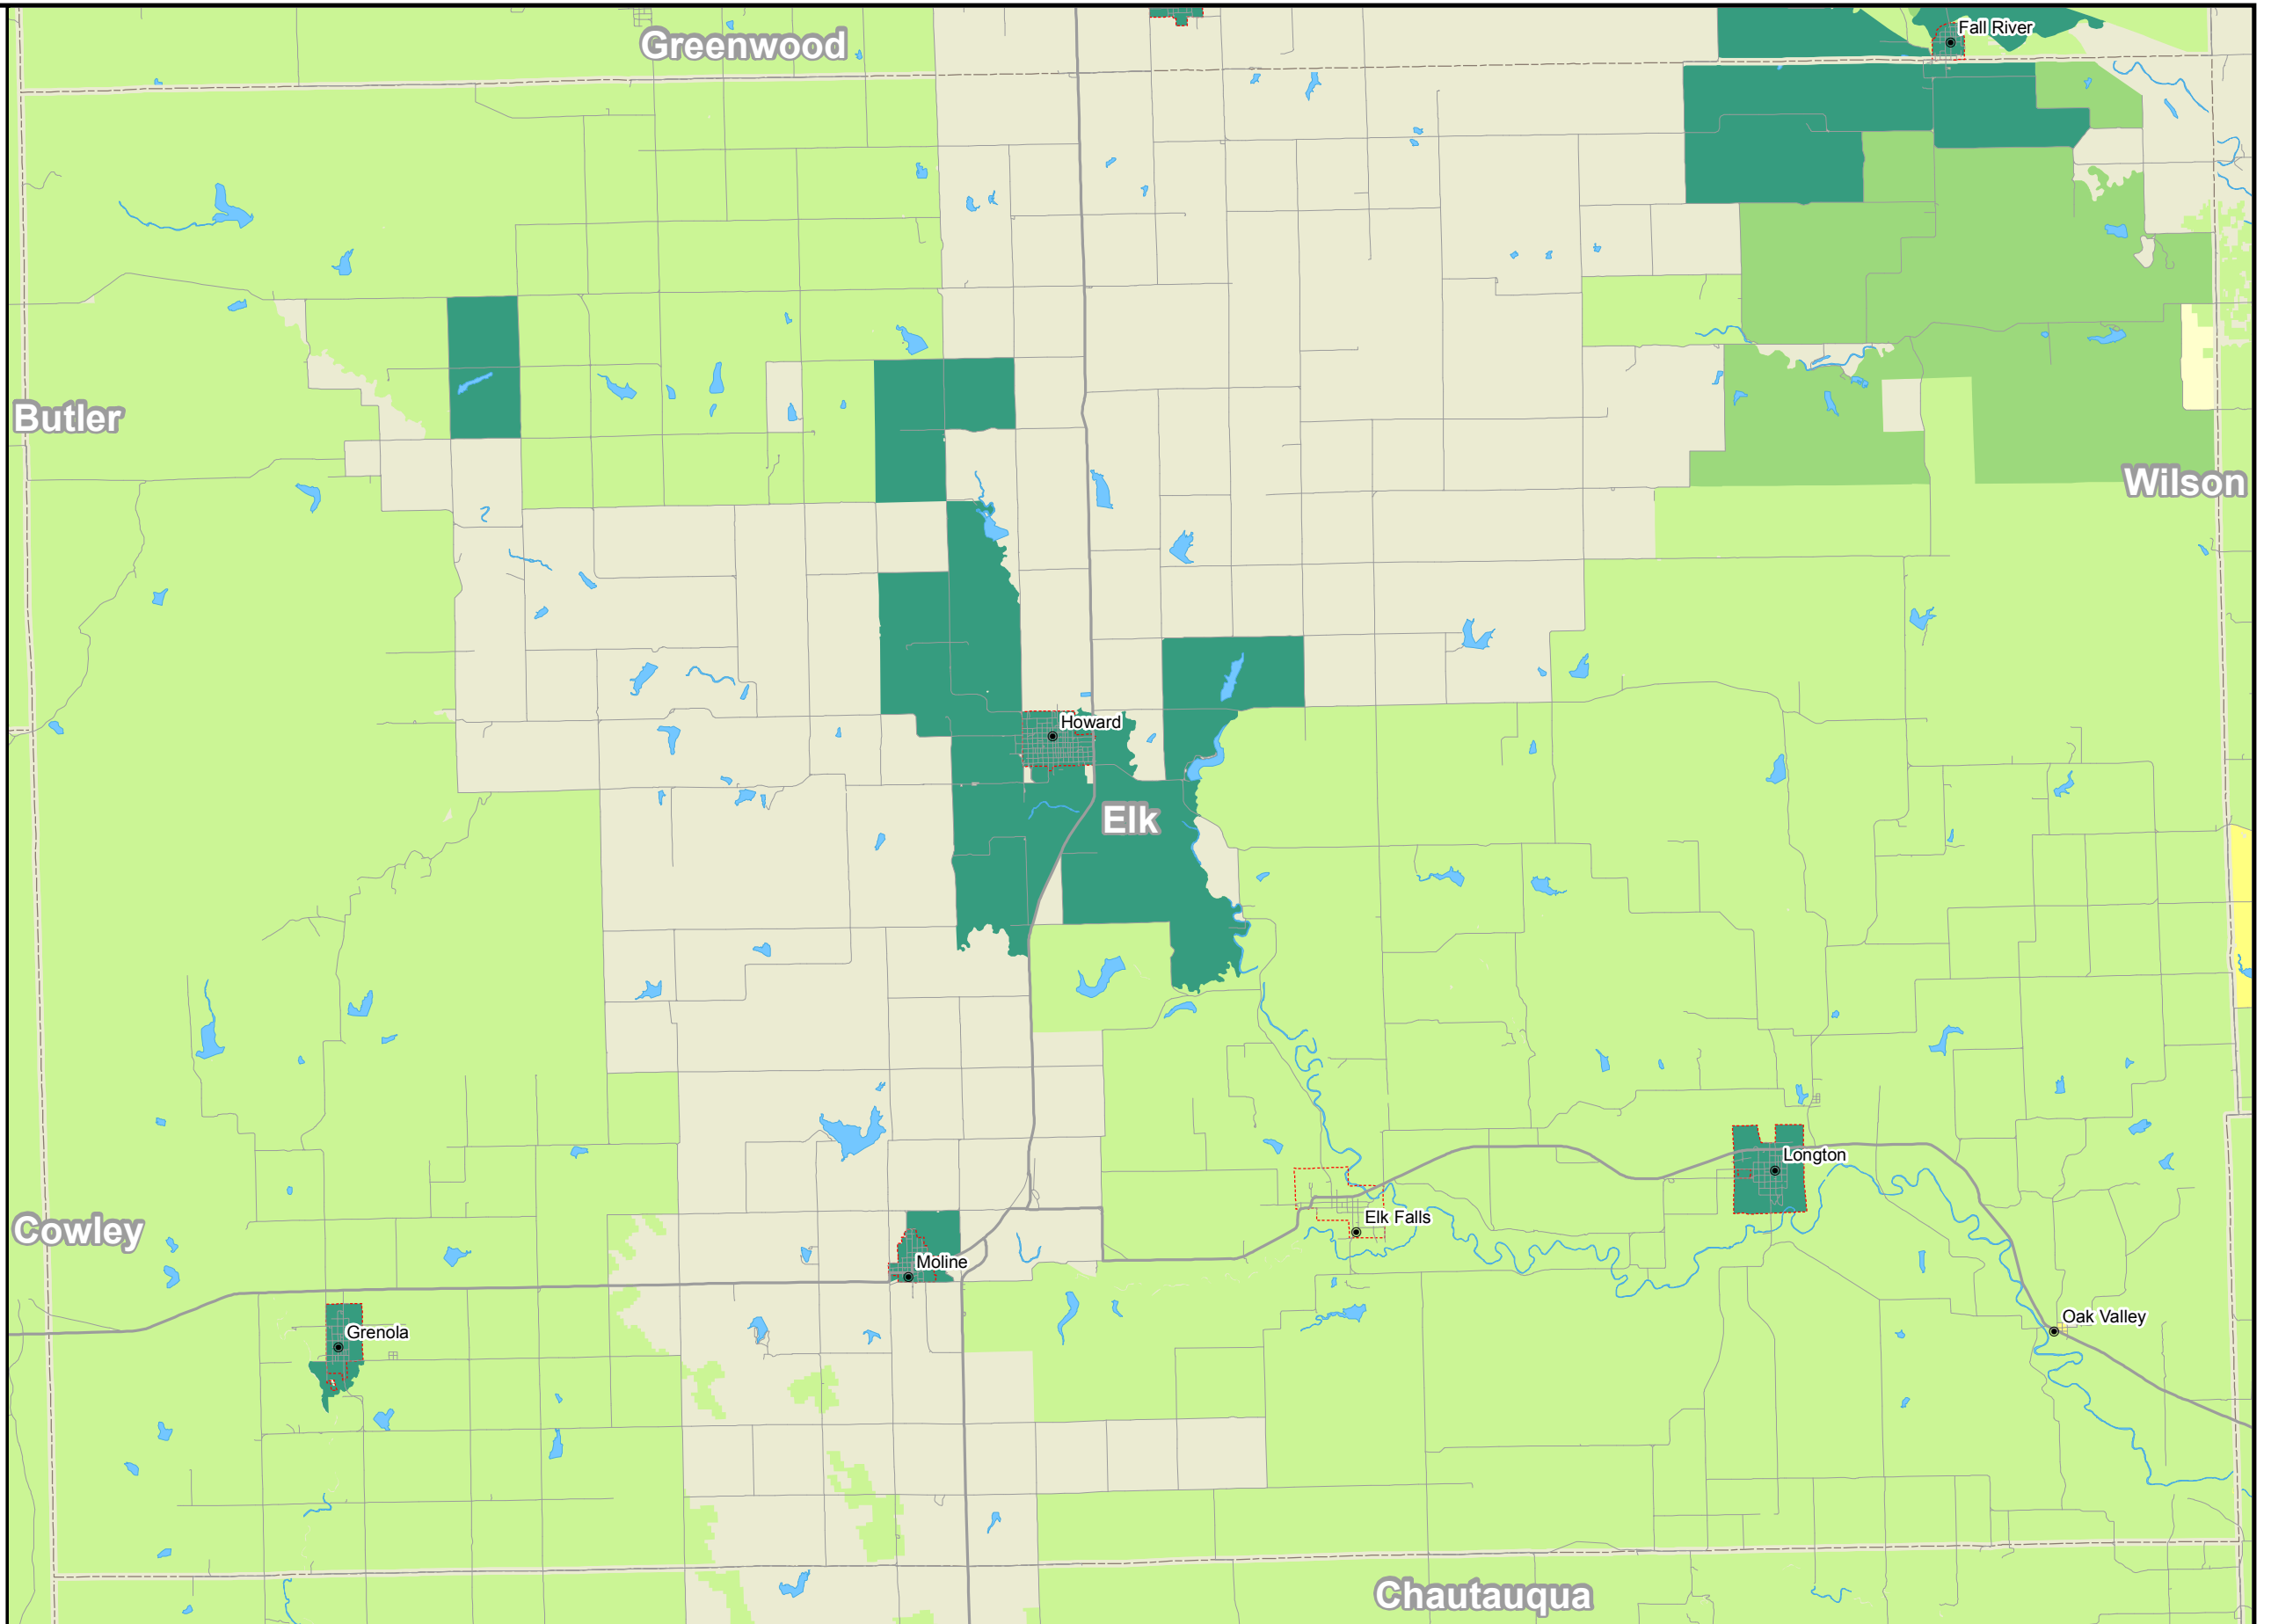 Fall River
Greenwood
Butler
Wilson
Howard
Elk
Longton
Elk Falls
Cowley
Moline
Oak Valley
Grenola
Chautauqua